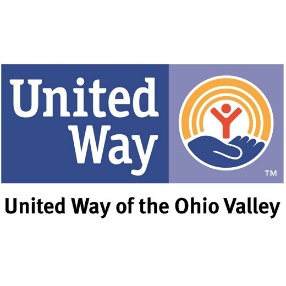 United
Way
TM
United Way of the Ohio Valley